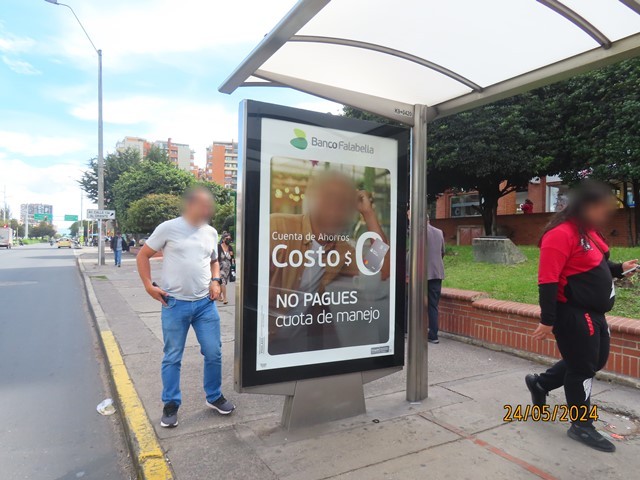 Banco Falabella
Cuenta de Ahorros
Costo $0
NO PAGUES
cuota de manejo
24/05/2024